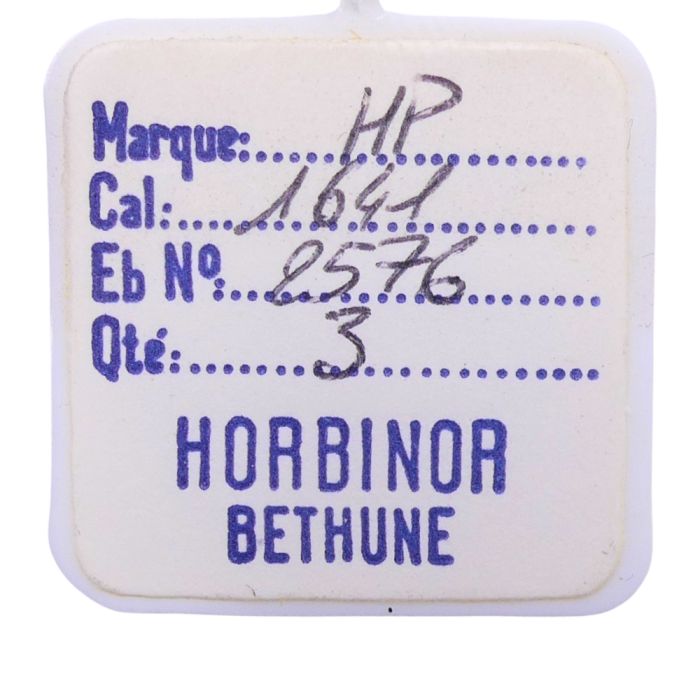 Marque: HP
Cal: 1641
Eb Nº: 2576
Qté: 3
HORBINOR
BETHUNE